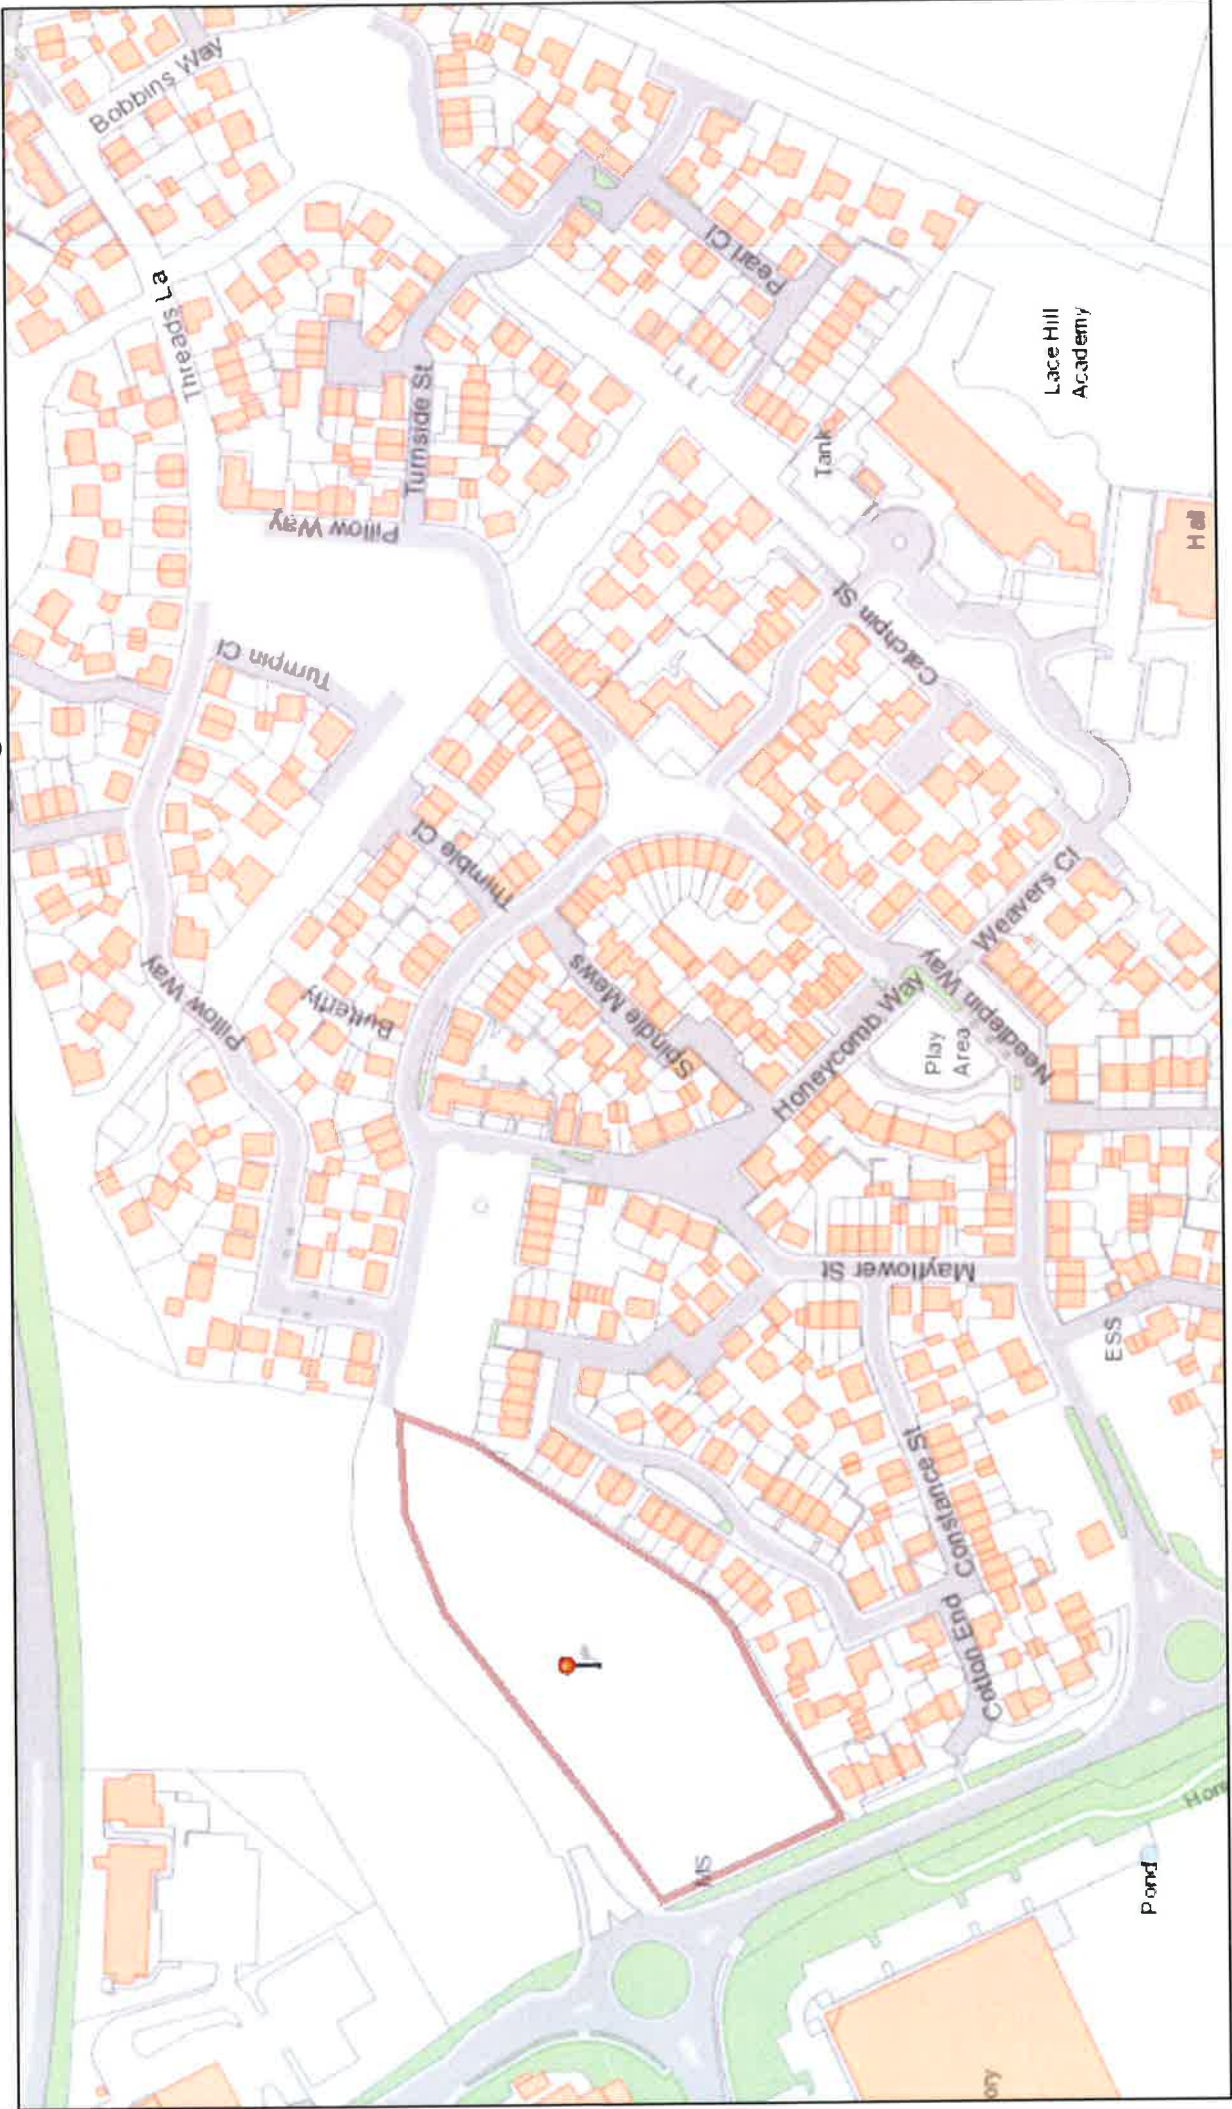 Bobbins Way
Threads La
Turnside St
Pearl Cl
Pillow Way
Turnpin Cl
Lace Hill
Academy
Tank
Hall
Catchpin St
Thimble Cl
Pillow Way
Butterfly
Spindle Mews
Honeycomb Way
Needlepin Way
Weavers Cl
Play
Area
Mayflower St
ESS
Constance St
Cotton End
MS
Pond
Hon
ory